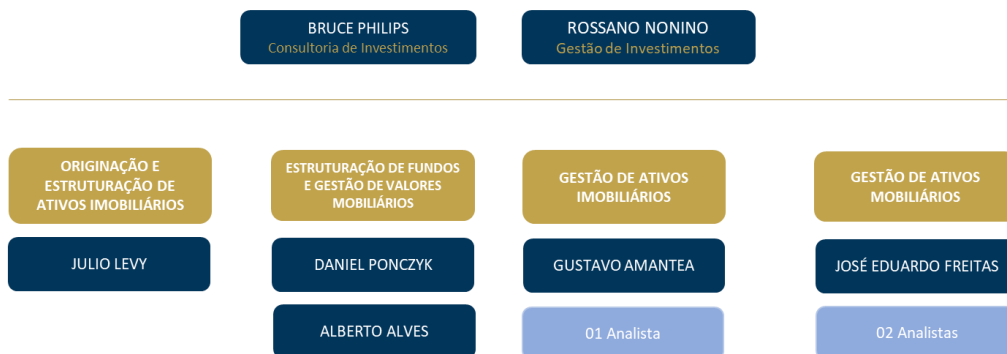 BRUCE PHILIPS
Consultoria de Investimentos
ROSSANO NONINO
Gestão de Investimentos
ORIGINAÇÃO E
ESTRUTURAÇÃO DE
ATIVOS IMOBILIÁRIOS
JULIO LEVY
ESTRUTURAÇÃO DE FUNDOS
E GESTÃO DE VALORES
MOBILIÁRIOS
DANIEL PONCZYK
ALBERTO ALVES
GESTÃO DE ATIVOS
IMOBILIÁRIOS
GUSTAVO AMANTEA
01 Analista
GESTÃO DE ATIVOS
MOBILIÁRIOS
JOSÉ EDUARDO FREITAS
02 Analistas